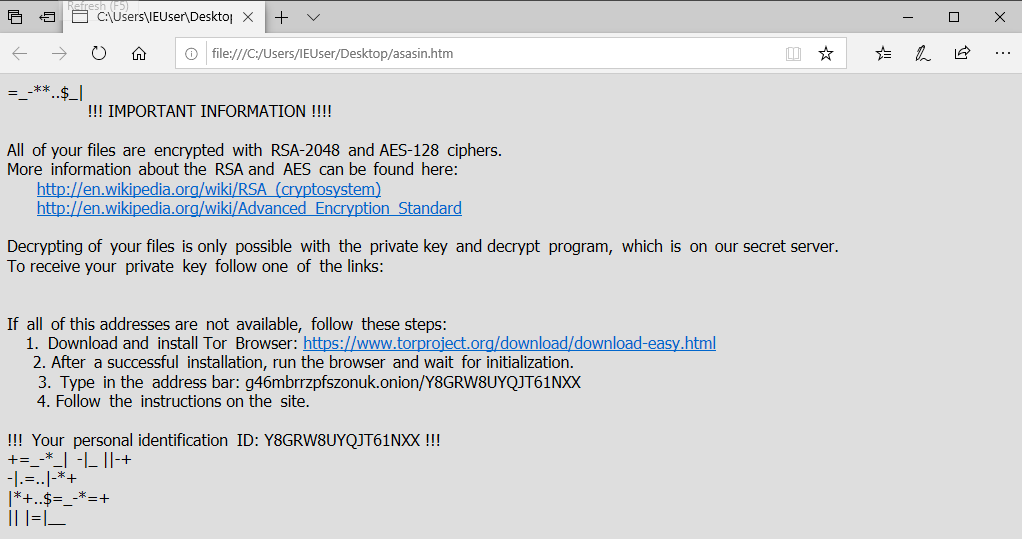 Refresh (F5)
C:\Users\IEUser\Desktop
file:///C:/Users/IEUser/Desktop/asasin.htm
=_-**..$_|
!!! IMPORTANT INFORMATION !!!!
All of your files are encrypted with RSA-2048 and AES-128 ciphers.
More information about the RSA and AES can be found here:
http://en.wikipedia.org/wiki/RSA_(cryptosystem)
http://en.wikipedia.org/wiki/Advanced_Encryption_Standard
Decrypting of your files is only possible with the private key and decrypt program, which is on our secret server.
To receive your private key follow one of the links:
If all of this addresses are not available, follow these steps:
1. Download and install Tor Browser: https://www.torproject.org/download/download-easy.html
2. After a successful installation, run the browser and wait for initialization.
3. Type in the address bar: g46mbrrzpfszonuk.onion/Y8GRW8UYQJT61NXX
4. Follow the instructions on the site.
!!! Your personal identification ID: Y8GRW8UYQJT61NXX !!!
+=_-*_| -|_ ||-+
-|.=..|-*+
|*+..$=_-*=+
|| |=|__